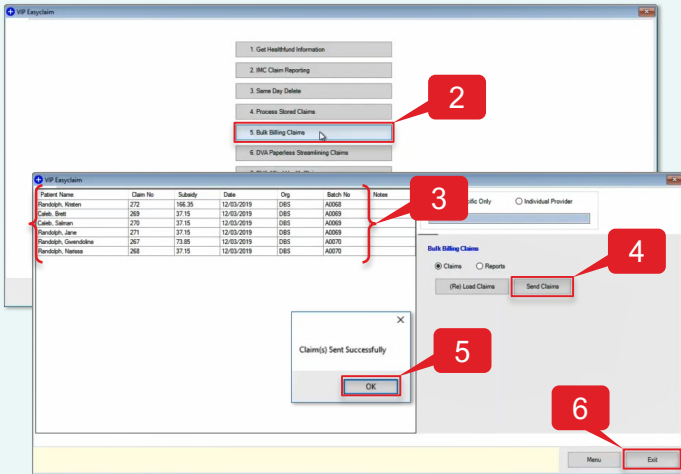 VIP Easyclaim
1. Get Healthfund Information
2. IMC Claim Reporting
3. Same Day Delete
4. Process Stored Claims
5. Bulk Billing Claims
6. DVA Paperless Streamlining Claims
2
VIP Easyclaim
Patient Name Claim No Subsidy Date Org Batch No Notes
Randolph, Kristen 272 166.35 12/03/2019 DBS A0068
Caleb, Brett 269 37.15 12/03/2019 DBS A0069
Caleb, Salman 270 37.15 12/03/2019 DBS A0069
Randolph, Jane 271 37.15 12/03/2019 DBS A0069
Randolph, Gwendoline 267 73.85 12/03/2019 DBS A0070
Randolph, Narissa 268 37.15 12/03/2019 DBS A0070
3
Only Individual Provider
Bulk Billing Claims
Claims Reports
(Re) Load Claims Send Claims
4
Claim(s) Sent Successfully
OK
5
6
Menu Exit